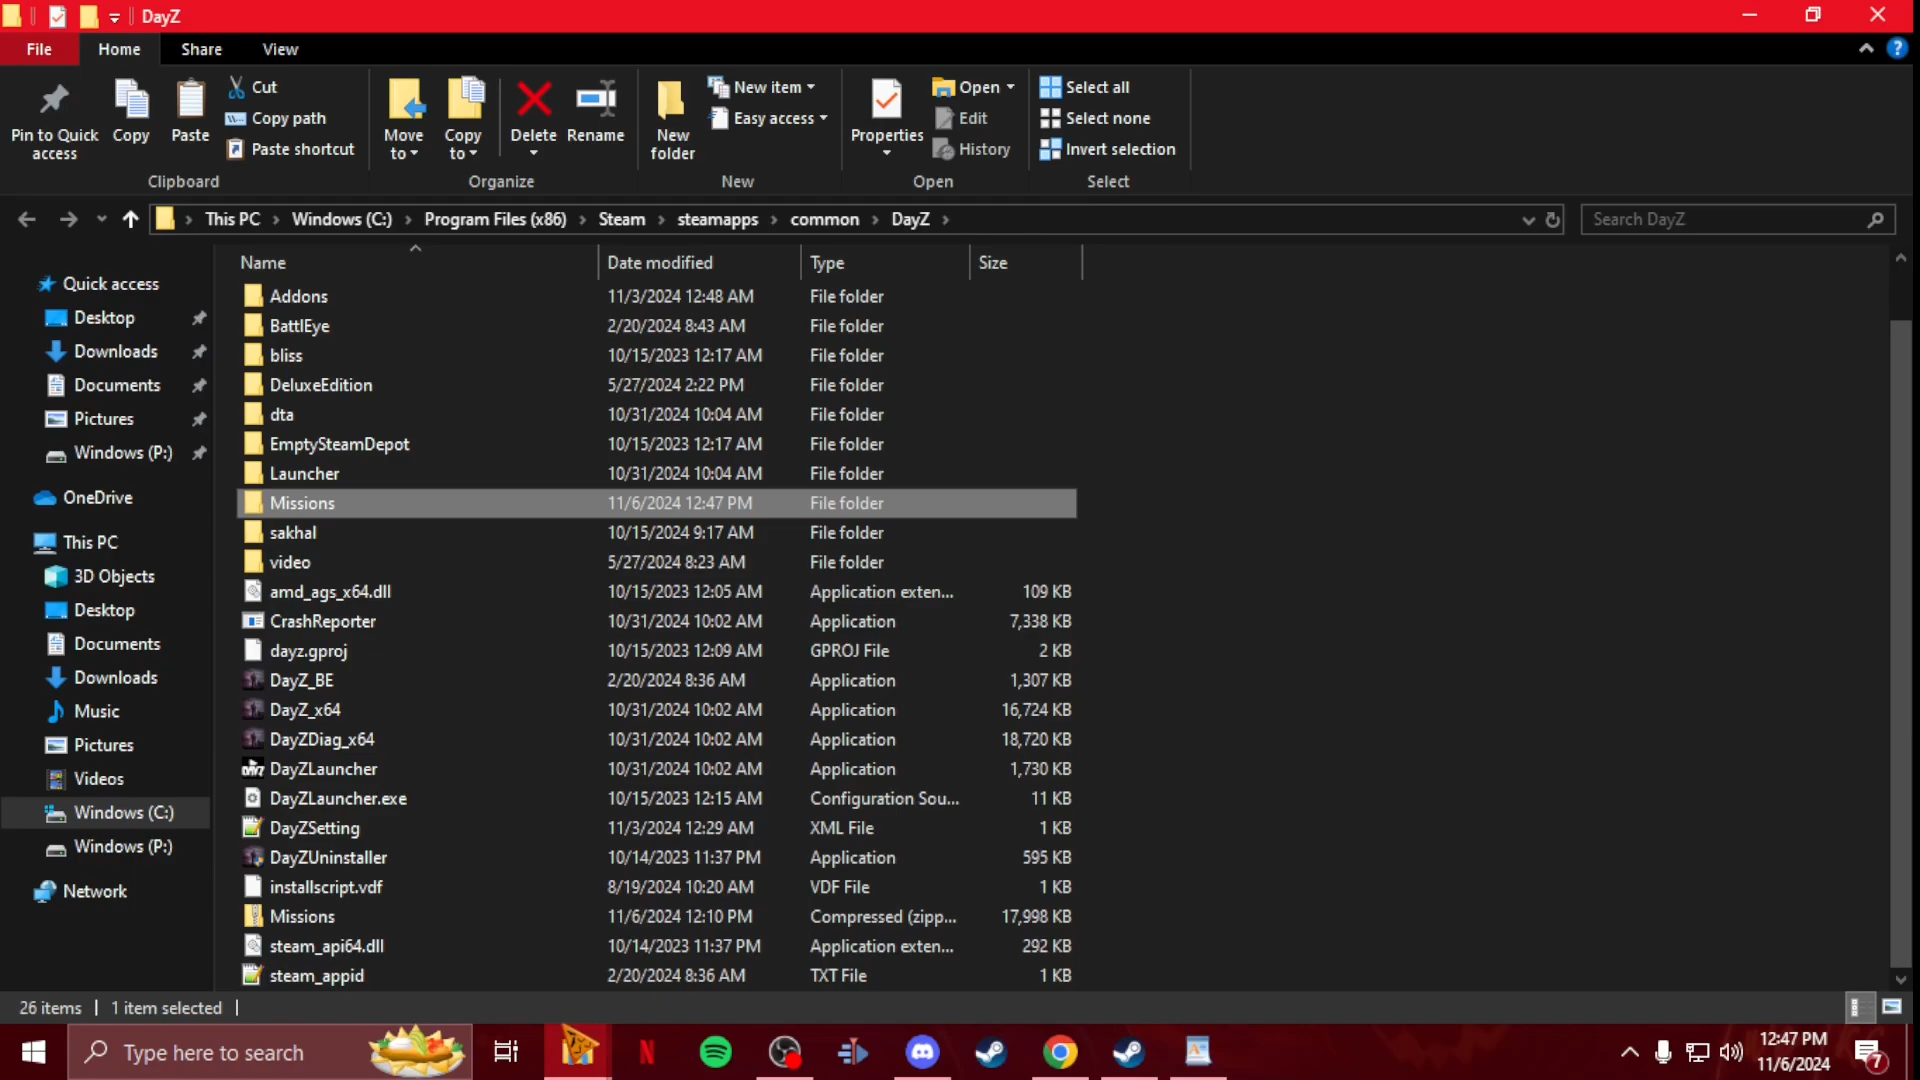 DayZ
File Home Share View
Pin to Quick access
Copy
Paste
Cut
Copy path
Paste shortcut
Clipboard
Move to
Copy to
Delete
Rename
Organize
New folder
New item
Easy access
New
Properties
Open
Edit
History
Open
Select all
Select none
Invert selection
Select
This PC Windows (C:) Program Files (x86) Steam steamapps common DayZ
Search DayZ
Quick access
Desktop
Downloads
Documents
Pictures
Windows (P:)
OneDrive
This PC
3D Objects
Desktop
Documents
Downloads
Music
Pictures
Videos
Windows (C:)
Windows (P:)
Network
Name Date modified Type Size
Addons 11/3/2024 12:48 AM File folder
BattlEye 2/20/2024 8:43 AM File folder
bliss 10/15/2023 12:17 AM File folder
DeluxeEdition 5/27/2024 2:22 PM File folder
dta 10/31/2024 10:04 AM File folder
EmptySteamDepot 10/15/2023 12:17 AM File folder
Launcher 10/31/2024 10:04 AM File folder
Missions 11/6/2024 12:47 PM File folder
sakhal 10/15/2024 9:17 AM File folder
video 5/27/2024 8:23 AM File folder
amd_ags_x64.dll 10/15/2023 12:05 AM Application exten... 109 KB
CrashReporter 10/31/2024 10:02 AM Application 7,338 KB
dayz.gproj 10/15/2023 12:09 AM GPROJ File 2 KB
DayZ_BE 2/20/2024 8:36 AM Application 1,307 KB
DayZ_x64 10/31/2024 10:02 AM Application 16,724 KB
DayZDiag_x64 10/31/2024 10:02 AM Application 18,720 KB
DayZLauncher 10/31/2024 10:02 AM Application 1,730 KB
DayZLauncher.exe 10/15/2023 12:15 AM Configuration Sou... 11 KB
DayZSetting 11/3/2024 12:29 AM XML File 1 KB
DayZUninstaller 10/14/2023 11:37 PM Application 595 KB
installscript.vdf 8/19/2024 10:20 AM VDF File 1 KB
Missions 11/6/2024 12:10 PM Compressed (zipp... 17,998 KB
steam_api64.dll 10/14/2023 11:37 PM Application exten... 292 KB
steam_appid 2/20/2024 8:36 AM TXT File 1 KB
26 items 1 item selected
Type here to search
12:47 PM
11/6/2024
7